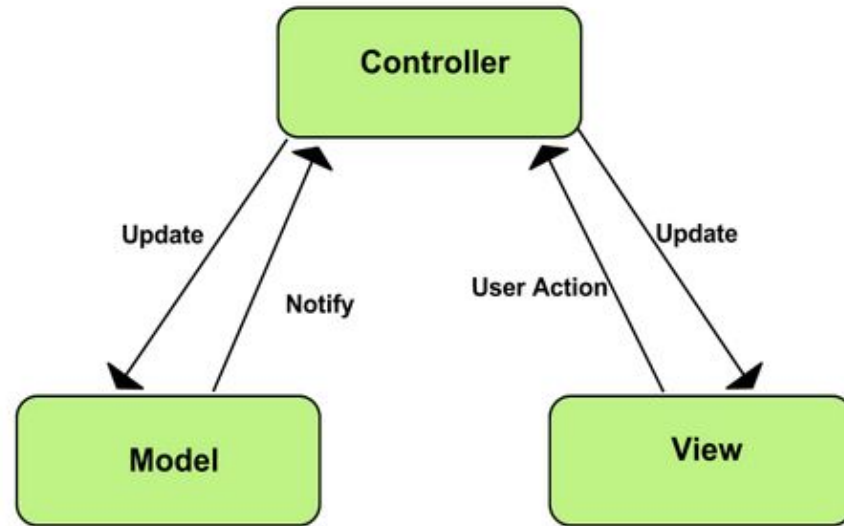 Controller
Update
Update
User Action
Notify
Model
View